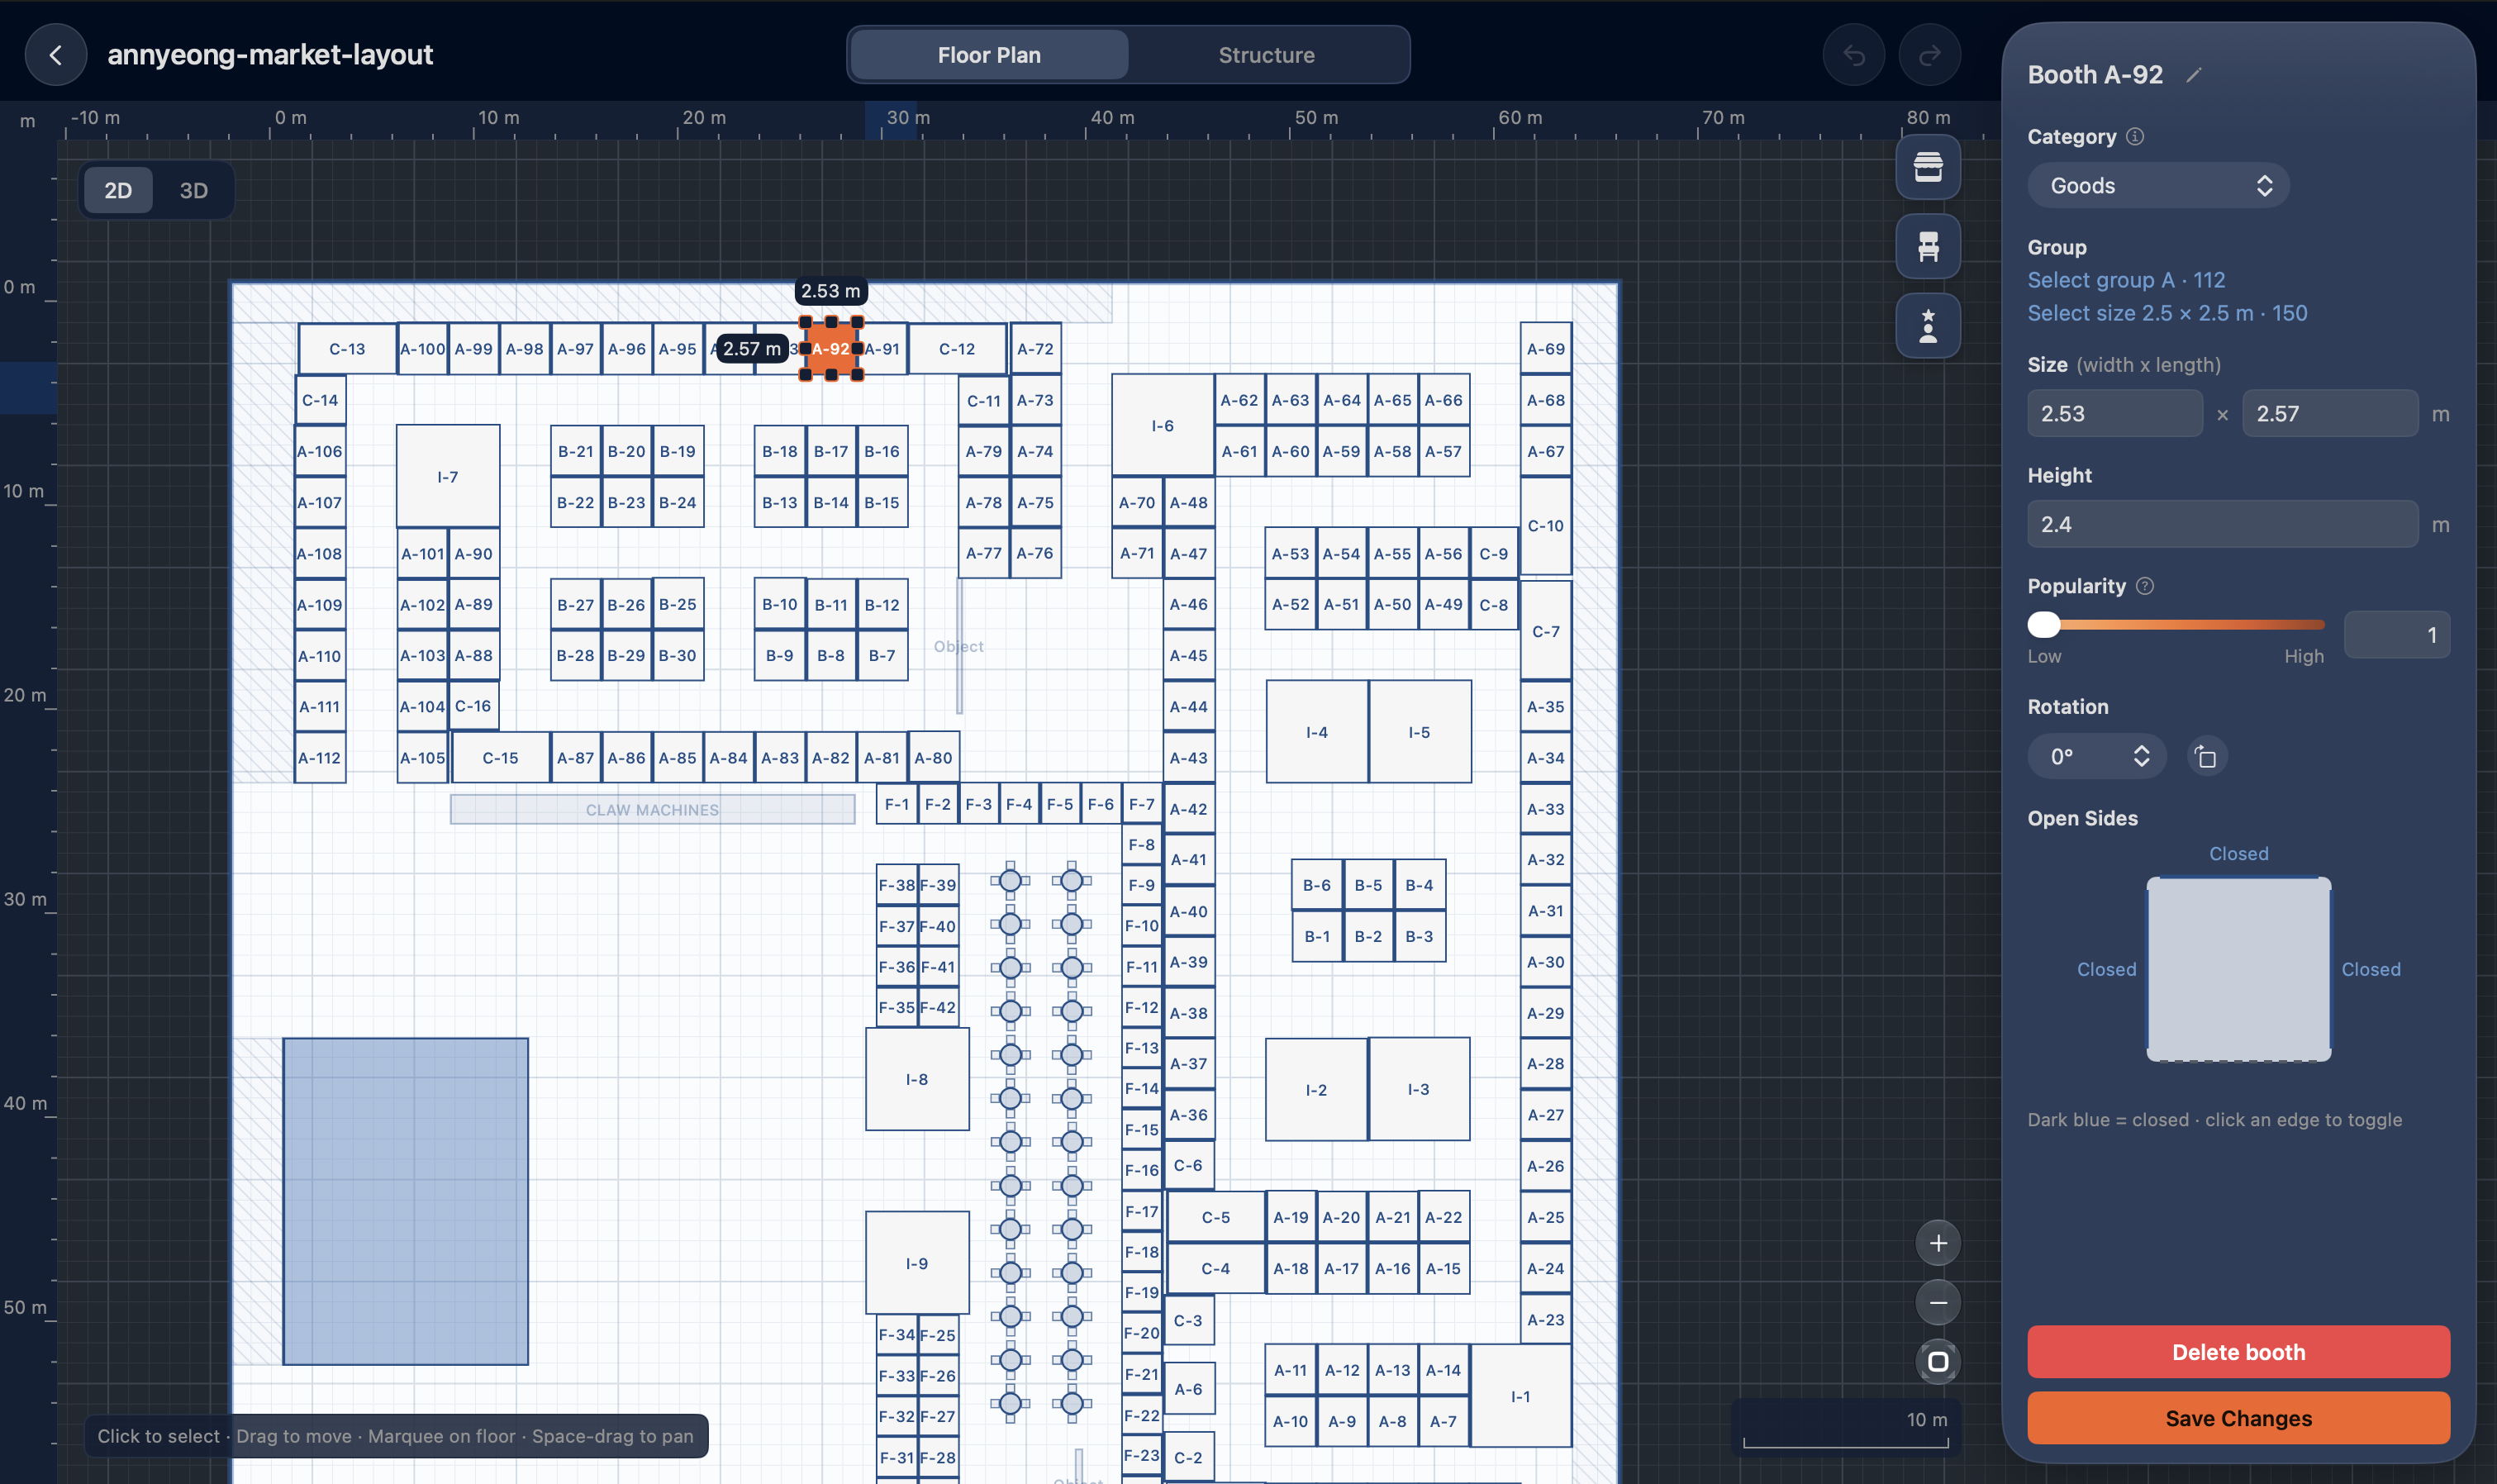 annyeong-market-layout
Floor Plan
Structure
m
-10 m
0 m
10 m
20 m
30 m
40 m
50 m
60 m
70 m
80 m
2D
3D
0 m
10 m
20 m
30 m
40 m
50 m
2.53 m
C-13
A-100
A-99
A-98
A-97
A-96
A-95
2.57 m
A-92
A-91
C-12
A-72
A-69
C-14
C-11
A-73
I-6
A-62
A-63
A-64
A-65
A-66
A-68
A-106
I-7
B-21
B-20
B-19
B-18
B-17
B-16
A-79
A-74
A-61
A-60
A-59
A-58
A-57
A-67
A-107
B-22
B-23
B-24
B-13
B-14
B-15
A-78
A-75
A-70
A-48
C-10
A-108
A-101
A-90
A-77
A-76
A-71
A-47
A-53
A-54
A-55
A-56
C-9
A-109
A-102
A-89
B-27
B-26
B-25
B-10
B-11
B-12
A-46
A-52
A-51
A-50
A-49
C-8
C-7
A-110
A-103
A-88
B-28
B-29
B-30
B-9
B-8
B-7
Object
A-45
A-111
A-104
C-16
A-44
I-4
I-5
A-35
A-112
A-105
C-15
A-87
A-86
A-85
A-84
A-83
A-82
A-81
A-80
A-43
A-34
CLAW MACHINES
F-1
F-2
F-3
F-4
F-5
F-6
F-7
A-42
A-33
F-8
A-41
A-32
F-38
F-39
F-9
B-6
B-5
B-4
F-37
F-40
F-10
A-40
A-31
B-1
B-2
B-3
F-36
F-41
F-11
A-39
A-30
F-35
F-42
F-12
A-38
A-29
I-8
F-13
A-37
I-2
I-3
A-28
F-14
A-36
A-27
F-15
F-16
C-6
A-26
I-9
F-17
C-5
A-19
A-20
A-21
A-22
A-25
F-18
C-4
A-18
A-17
A-16
A-15
A-24
F-19
F-34
F-25
F-20
C-3
A-23
F-33
F-26
F-21
A-6
A-11
A-12
A-13
A-14
I-1
F-32
F-27
F-22
A-10
A-9
A-8
A-7
F-31
F-28
F-23
C-2
Click to select · Drag to move · Marquee on floor · Space-drag to pan
10 m
Booth A-92
Category
Goods
Group
Select group A · 112
Select size 2.5 × 2.5 m · 150
Size (width x length)
2.53 × 2.57 m
Height
2.4 m
Popularity
1
Low
High
Rotation
0°
Open Sides
Closed
Closed
Closed
Dark blue = closed · click an edge to toggle
Delete booth
Save Changes